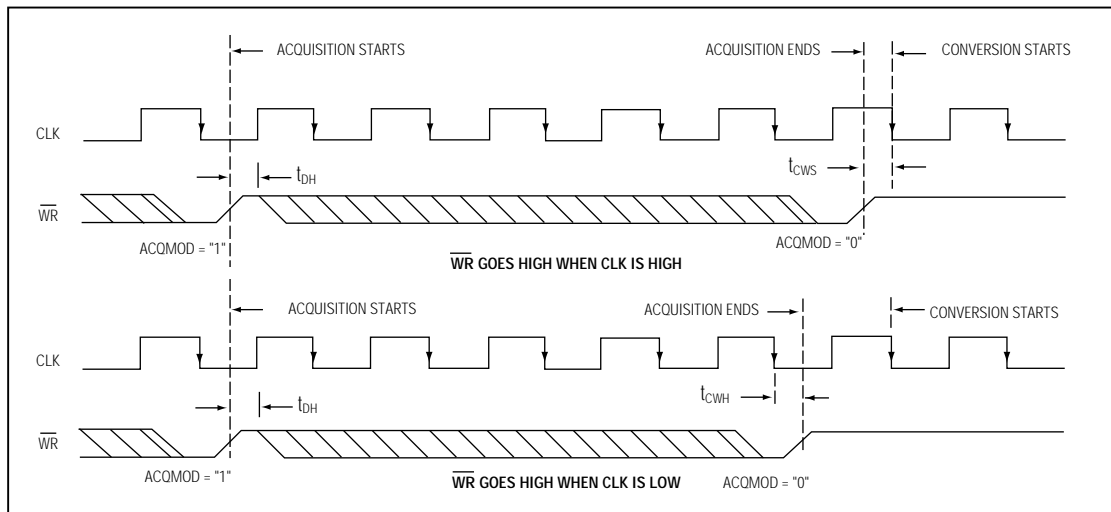 ACQUISITION STARTS
ACQUISITION ENDS
CONVERSION STARTS
CLK
tDH
tCWS
WR
ACQMOD = "1"
ACQMOD = "0"
WR GOES HIGH WHEN CLK IS HIGH
ACQUISITION STARTS
ACQUISITION ENDS
CONVERSION STARTS
CLK
tDH
tCWH
WR
ACQMOD = "1"
WR GOES HIGH WHEN CLK IS LOW
ACQMOD = "0"